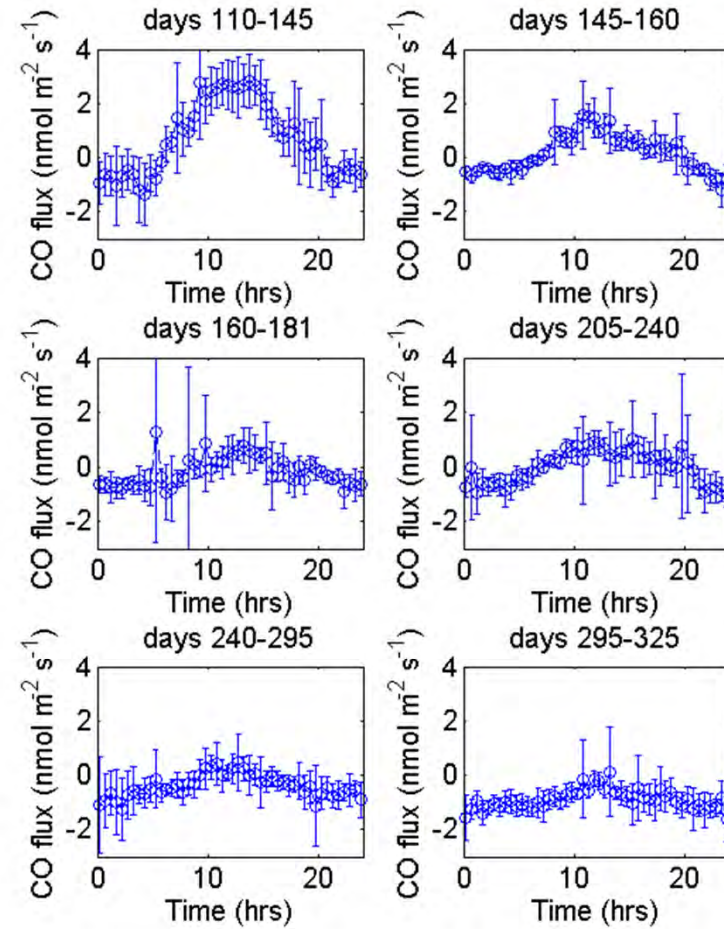 days 110-145
CO flux (nmol m⁻² s⁻¹)
4
2
0
-2
0 10 20
Time (hrs)
days 145-160
CO flux (nmol m⁻² s⁻¹)
4
2
0
-2
0 10 20
Time (hrs)
days 160-181
CO flux (nmol m⁻² s⁻¹)
4
2
0
-2
0 10 20
Time (hrs)
days 205-240
CO flux (nmol m⁻² s⁻¹)
4
2
0
-2
0 10 20
Time (hrs)
days 240-295
CO flux (nmol m⁻² s⁻¹)
4
2
0
-2
0 10 20
Time (hrs)
days 295-325
CO flux (nmol m⁻² s⁻¹)
4
2
0
-2
0 10 20
Time (hrs)